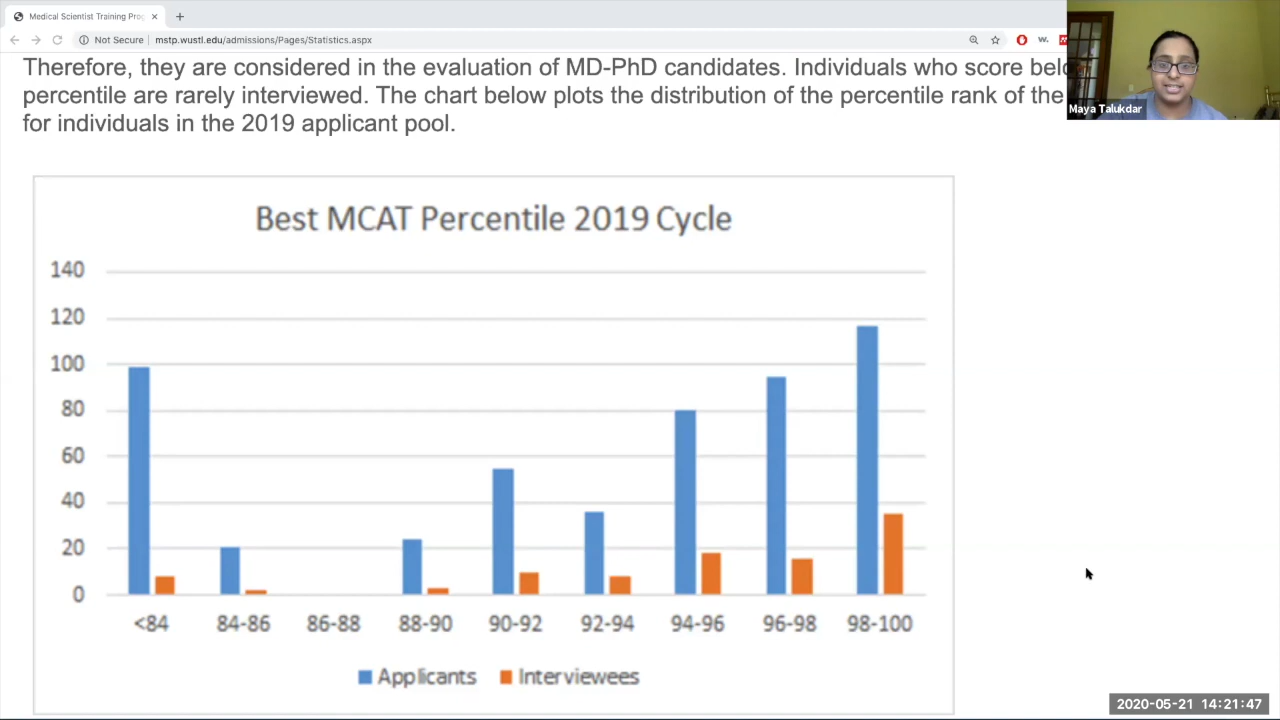 Medical Scientist Training Prog
Not Secure
mstp.wustl.edu/admissions/Pages/Statistics.aspx
w.
Therefore, they are considered in the evaluation of MD-PhD candidates. Individuals who score
percentile are rarely interviewed. The chart below plots the distribution of the percentile rank of the
for individuals in the 2019 applicant pool.
Maya Talukdar
Best MCAT Percentile 2019 Cycle
140
120
100
80
60
40
20
0
<84 84-86 86-88 88-90 90-92 92-94 94-96 96-98 98-100
Applicants Interviewees
2020-05-21 14:21:47